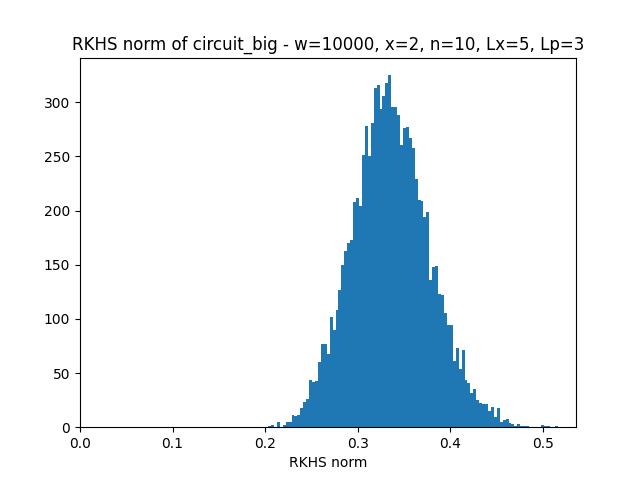 RKHS norm of circuit_big - w=10000, x=2, n=10, Lx=5, Lp=3
300
250
200
150
100
50
0
0.0 0.1 0.2 0.3 0.4 0.5
RKHS norm